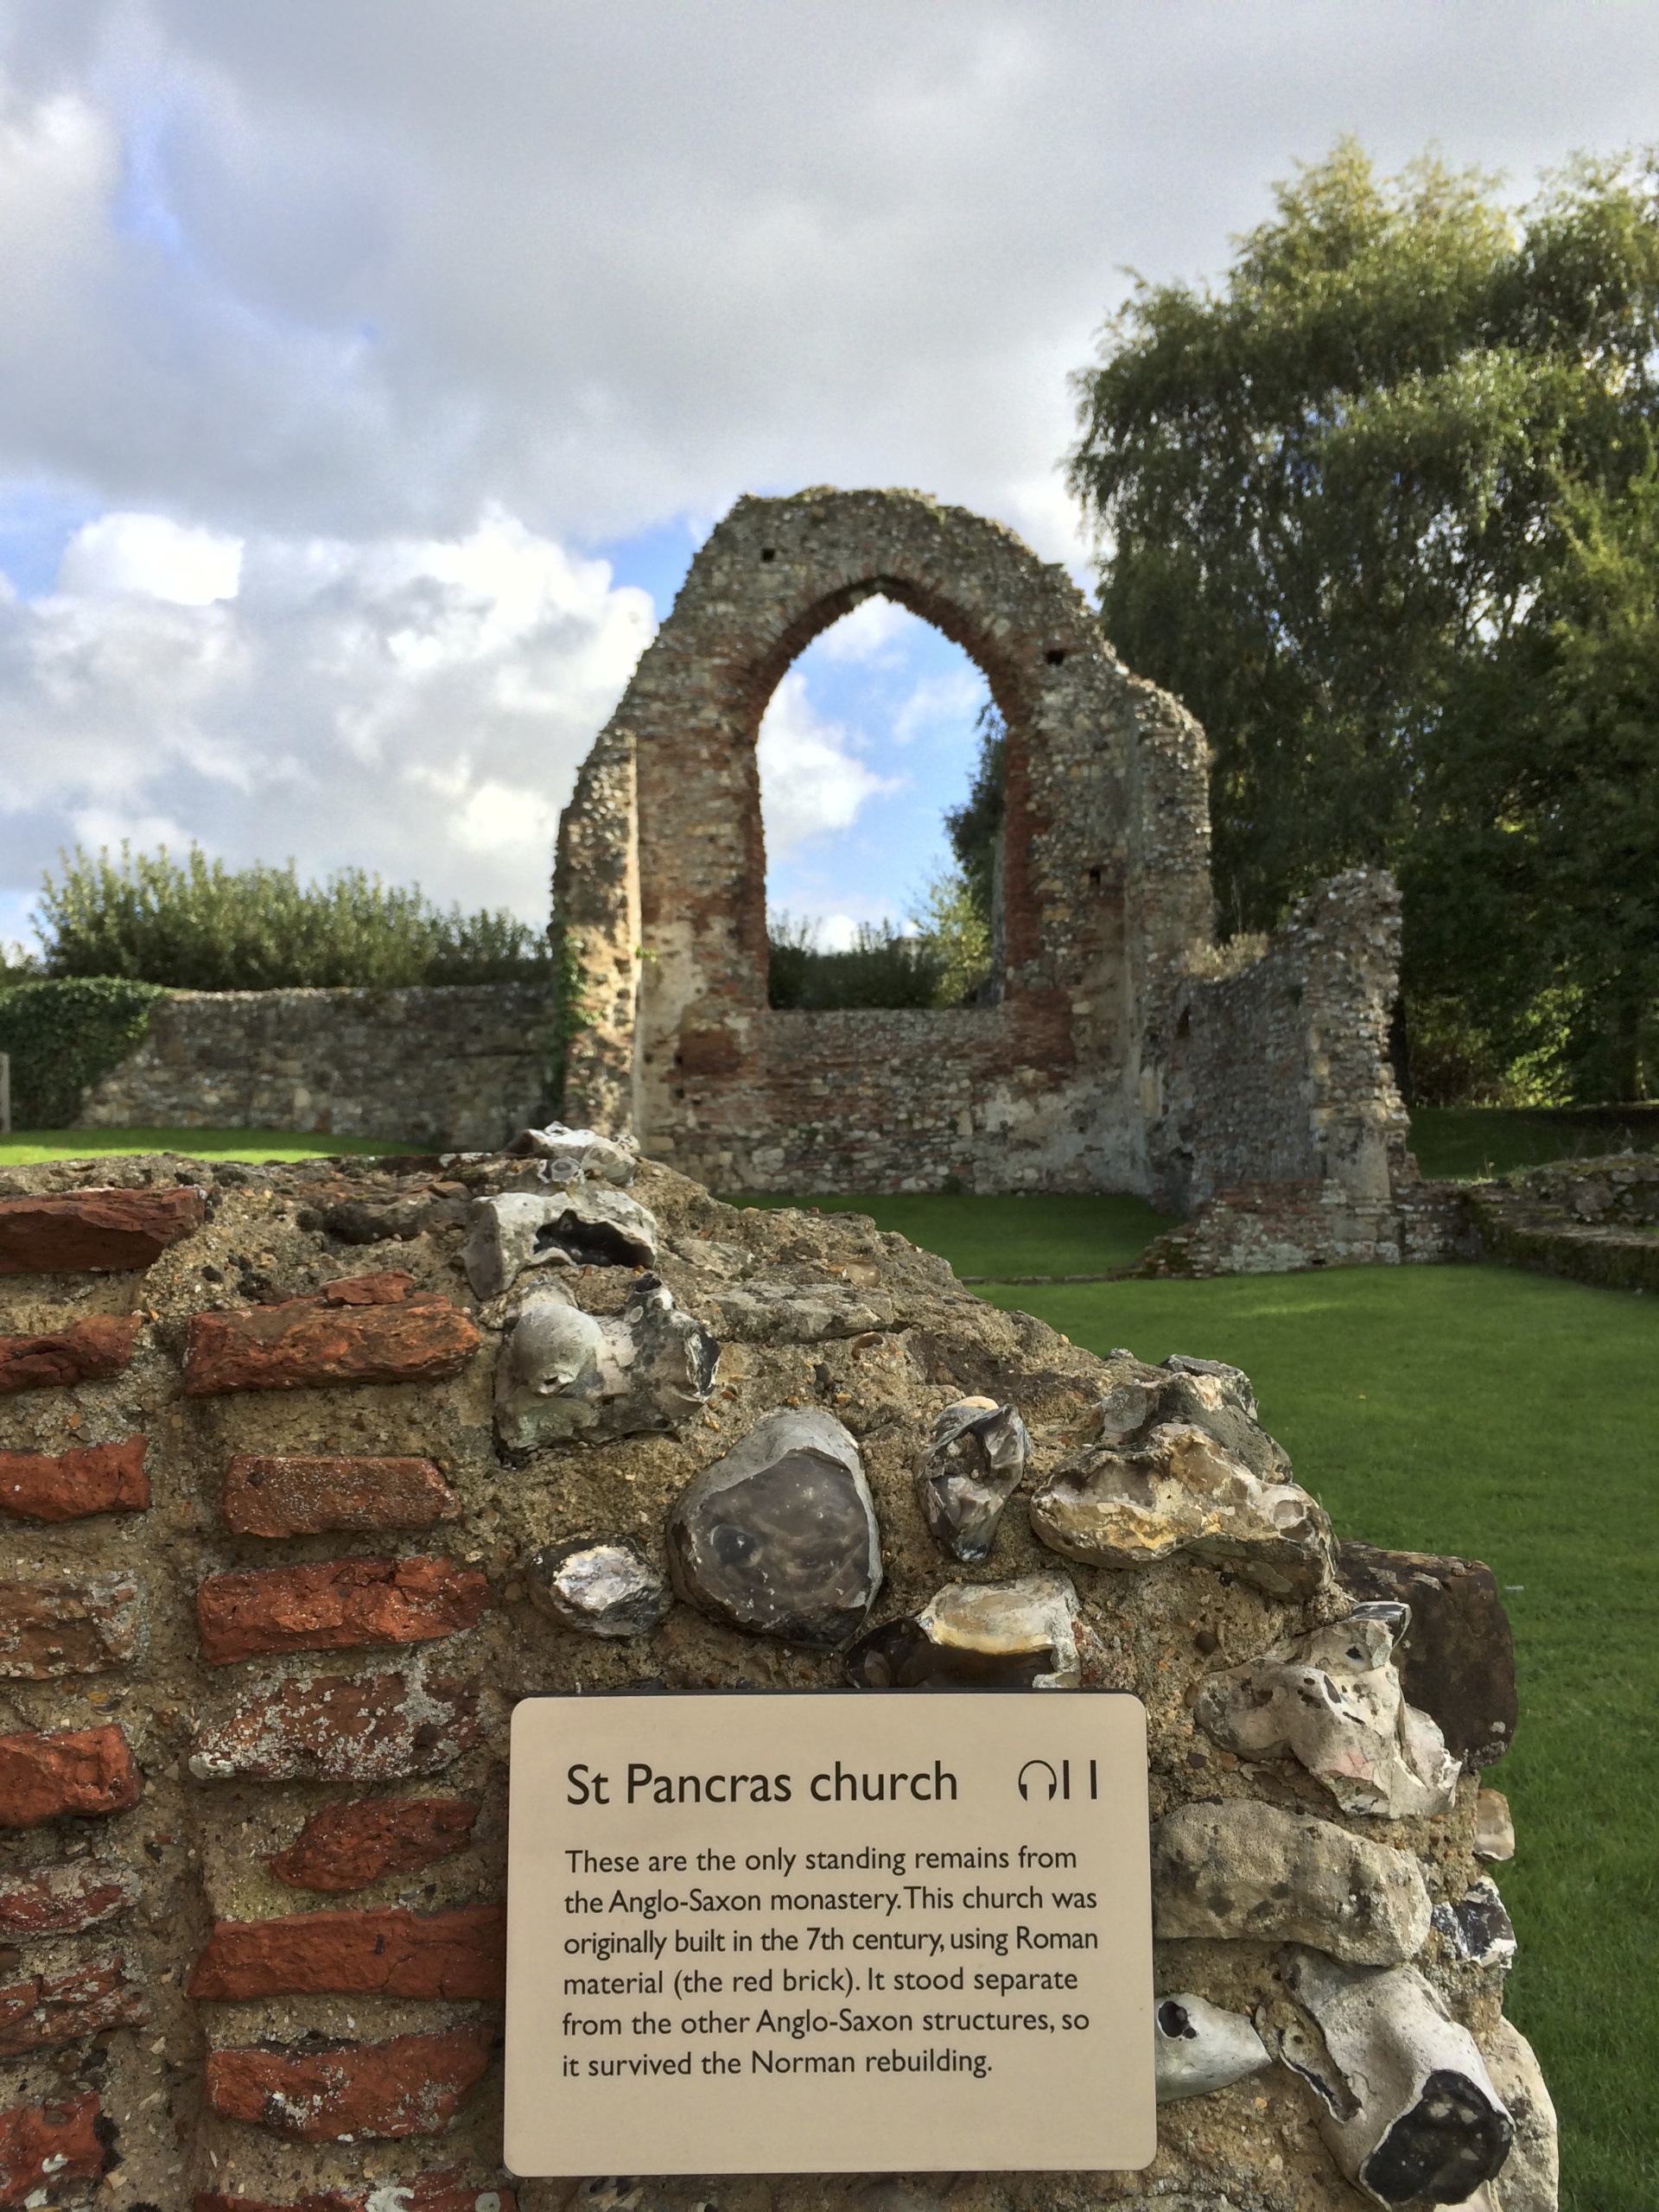 St Pancras church 11
These are the only standing remains from
the Anglo-Saxon monastery. This church was
originally built in the 7th century, using Roman
material (the red brick). It stood separate
from the other Anglo-Saxon structures, so
it survived the Norman rebuilding.